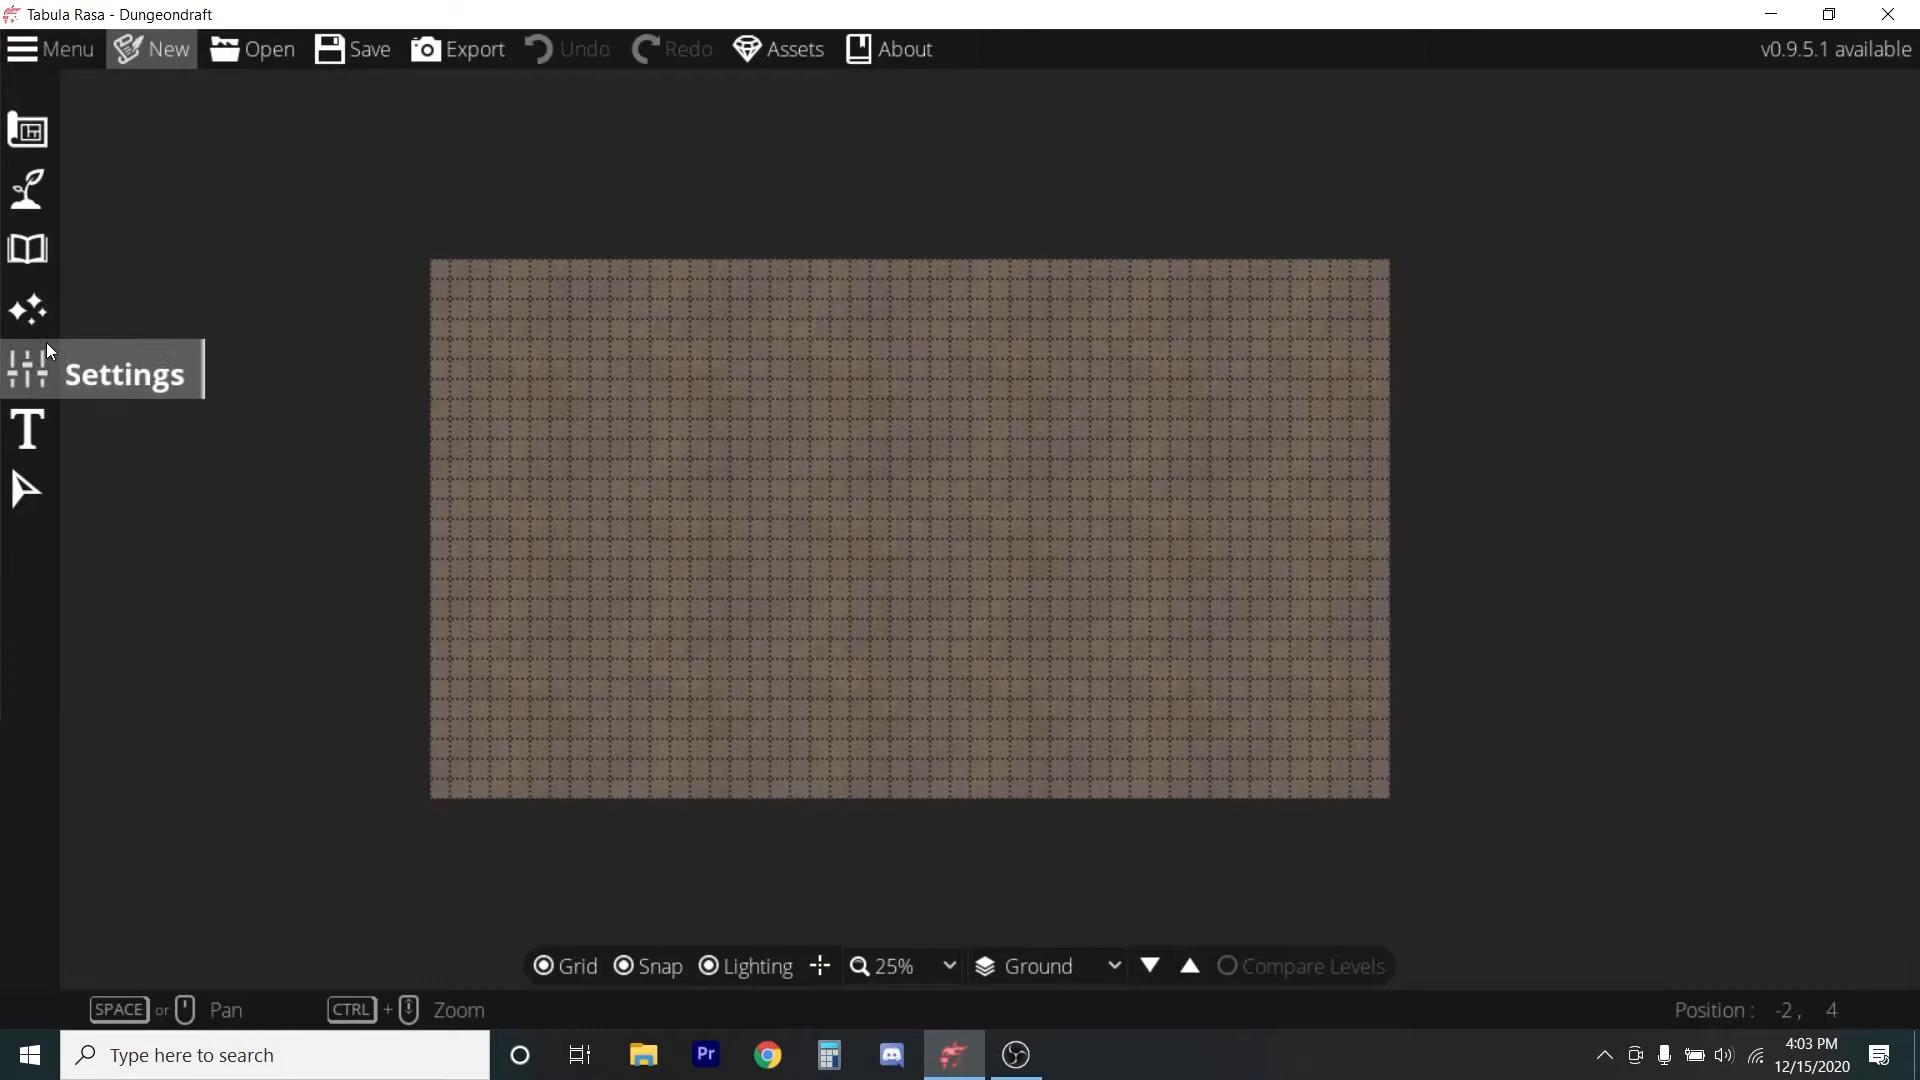 Tabula Rasa - Dungeondraft
Menu New Open Save Export Undo Redo Assets About v0.9.5.1 available
Settings
T
Grid Snap Lighting 25% Ground Compare Levels
SPACE or Pan CTRL + Zoom Position : -2 , 4
Type here to search Pr 4:03 PM
12/15/2020